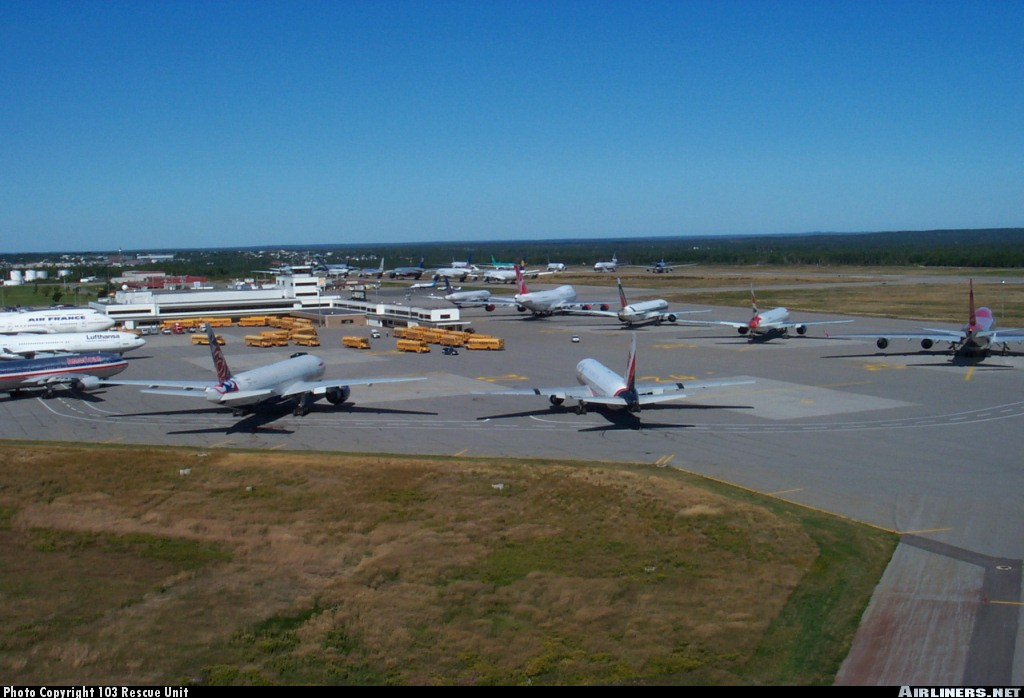 AIR FRANCE
Lufthansa
American
Photo Copyright 103 Rescue Unit
AIRLINERS.NET